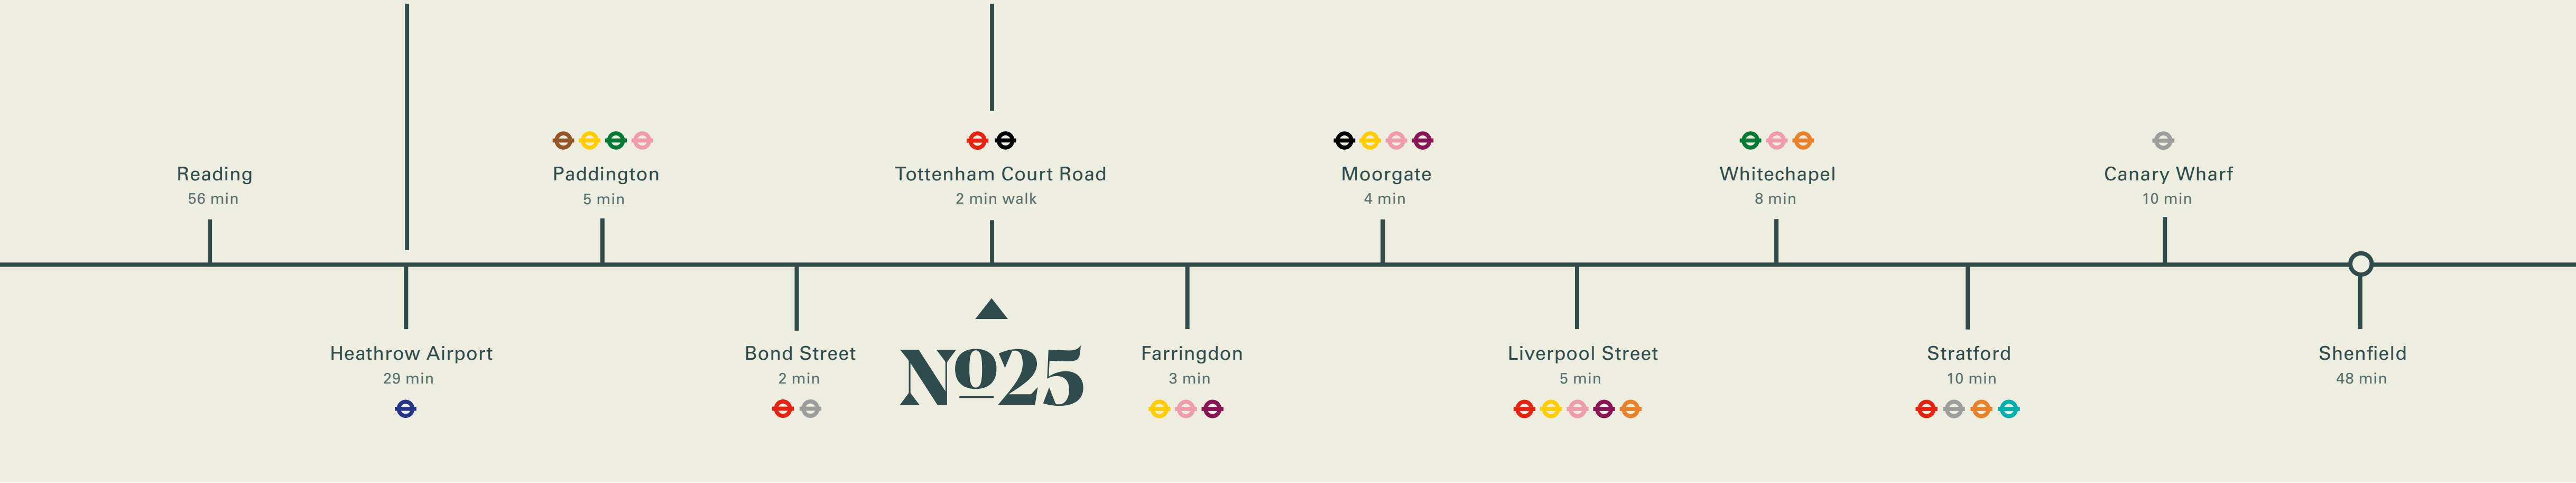 Reading
56 min
Paddington
5 min
Tottenham Court Road
2 min walk
Moorgate
4 min
Whitechapel
8 min
Canary Wharf
10 min
Heathrow Airport
29 min
Bond Street
2 min
Nº25
Farringdon
3 min
Liverpool Street
5 min
Stratford
10 min
Shenfield
48 min